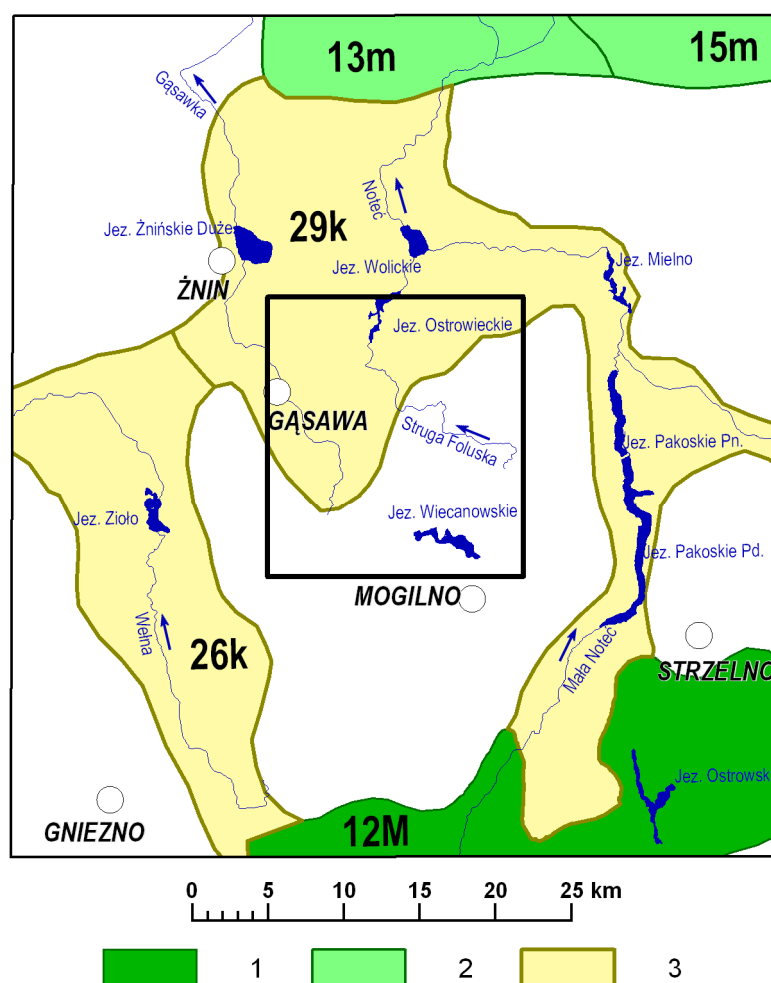 13m
15m
Gąsawka
Noteć
Jez. Żnińskie Duże
29k
Jez. Mielno
Jez. Wolickie
ŻNIN
Jez. Ostrowieckie
GĄSAWA
Struga Foluska
Jez. Pakoskie Pn.
Jez. Wiecanowskie
Jez. Zioło
Jez. Pakoskie Pd.
MOGILNO
Wełna
26k
Mała Noteć
STRZELNO
Jez. Ostrowsk
GNIEZNO
12M
0 5 10 15 20 25 km
1 2 3